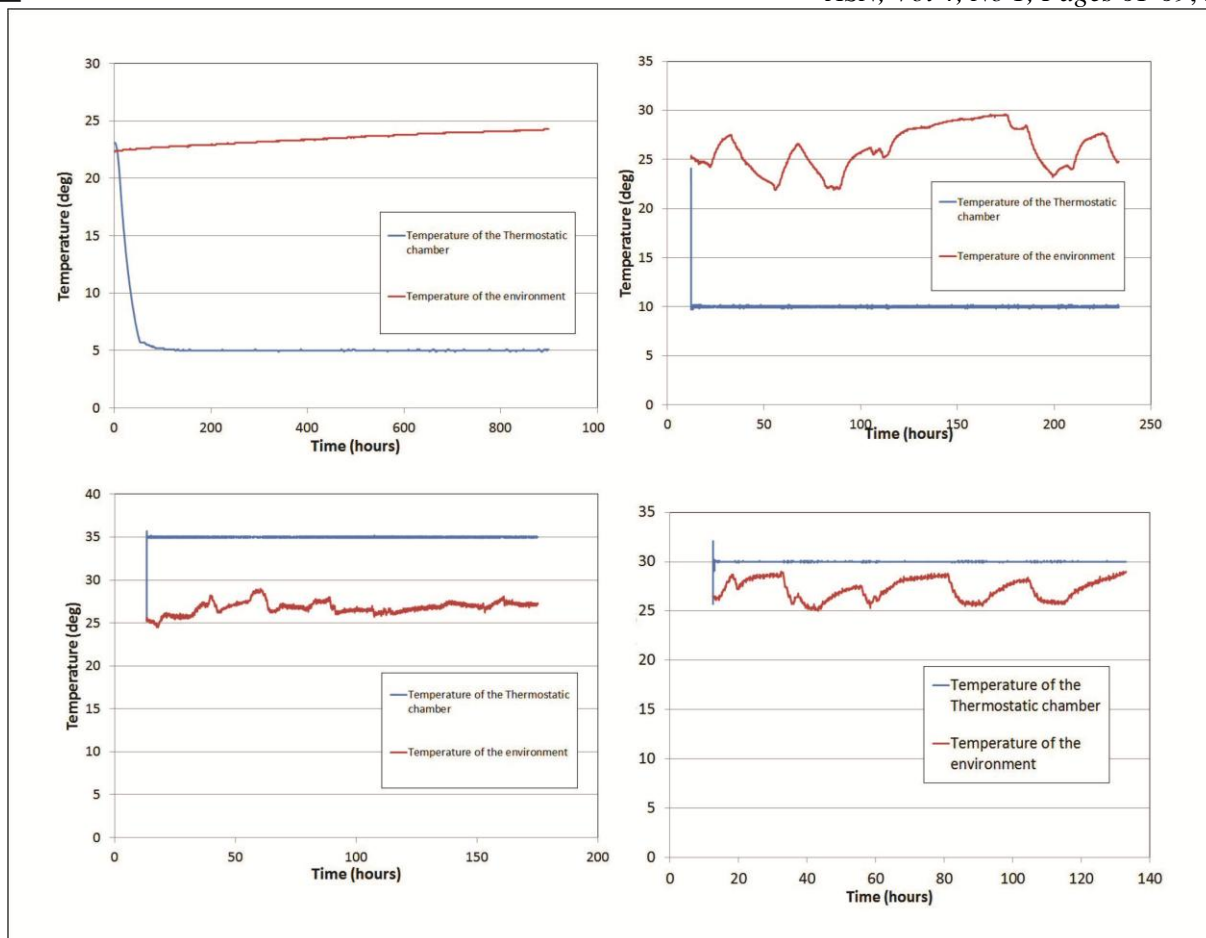 No 1, Pages
30
25
20
15
10
5
0
Temperature (deg)
0 200 400 600 800 100
Time (hours)
Temperature of the Thermostatic
chamber
Temperature of the environment
35
30
25
20
15
10
5
0
Temperature (deg)
0 50 100 150 200 250
Time (hours)
Temperature of the Thermostatic
chamber
Temperature of the environment
40
35
30
25
20
15
10
5
0
Temperature (deg)
0 50 100 150 200
Time (hours)
Temperature of the Thermostatic
chamber
Temperature of the environment
35
30
25
20
15
10
5
0
0 20 40 60 80 100 120 140
Time (hours)
Temperature of the
Thermostatic chamber
Temperature of the
environment